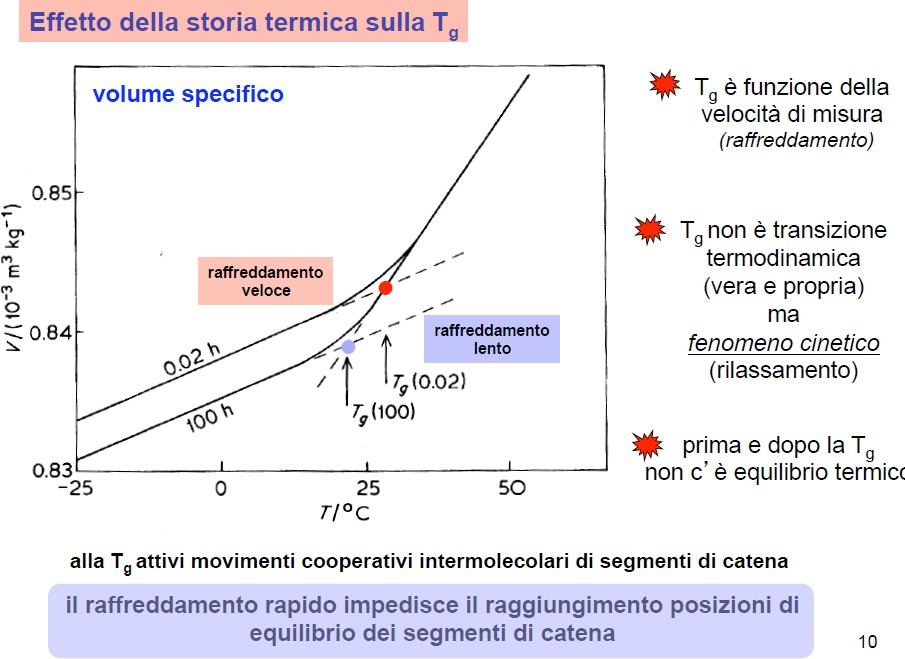 Effetto della storia termica sulla Tg
volume specifico
0.85
0.84
0.83
V/(10⁻³ m³ kg⁻¹)
raffreddamento
veloce
raffreddamento
lento
0.02 h
100 h
Tg(0.02)
Tg(100)
-25
0
25
50
T/°C
Tg è funzione della
velocità di misura
(raffreddamento)
Tg non è transizione
termodinamica
(vera e propria)
ma
fenomeno cinetico
(rilassamento)
prima e dopo la Tg
non c'è equilibrio termico
alla Tg attivi movimenti cooperativi intermolecolari di segmenti di catena
il raffreddamento rapido impedisce il raggiungimento posizioni di
equilibrio dei segmenti di catena
10